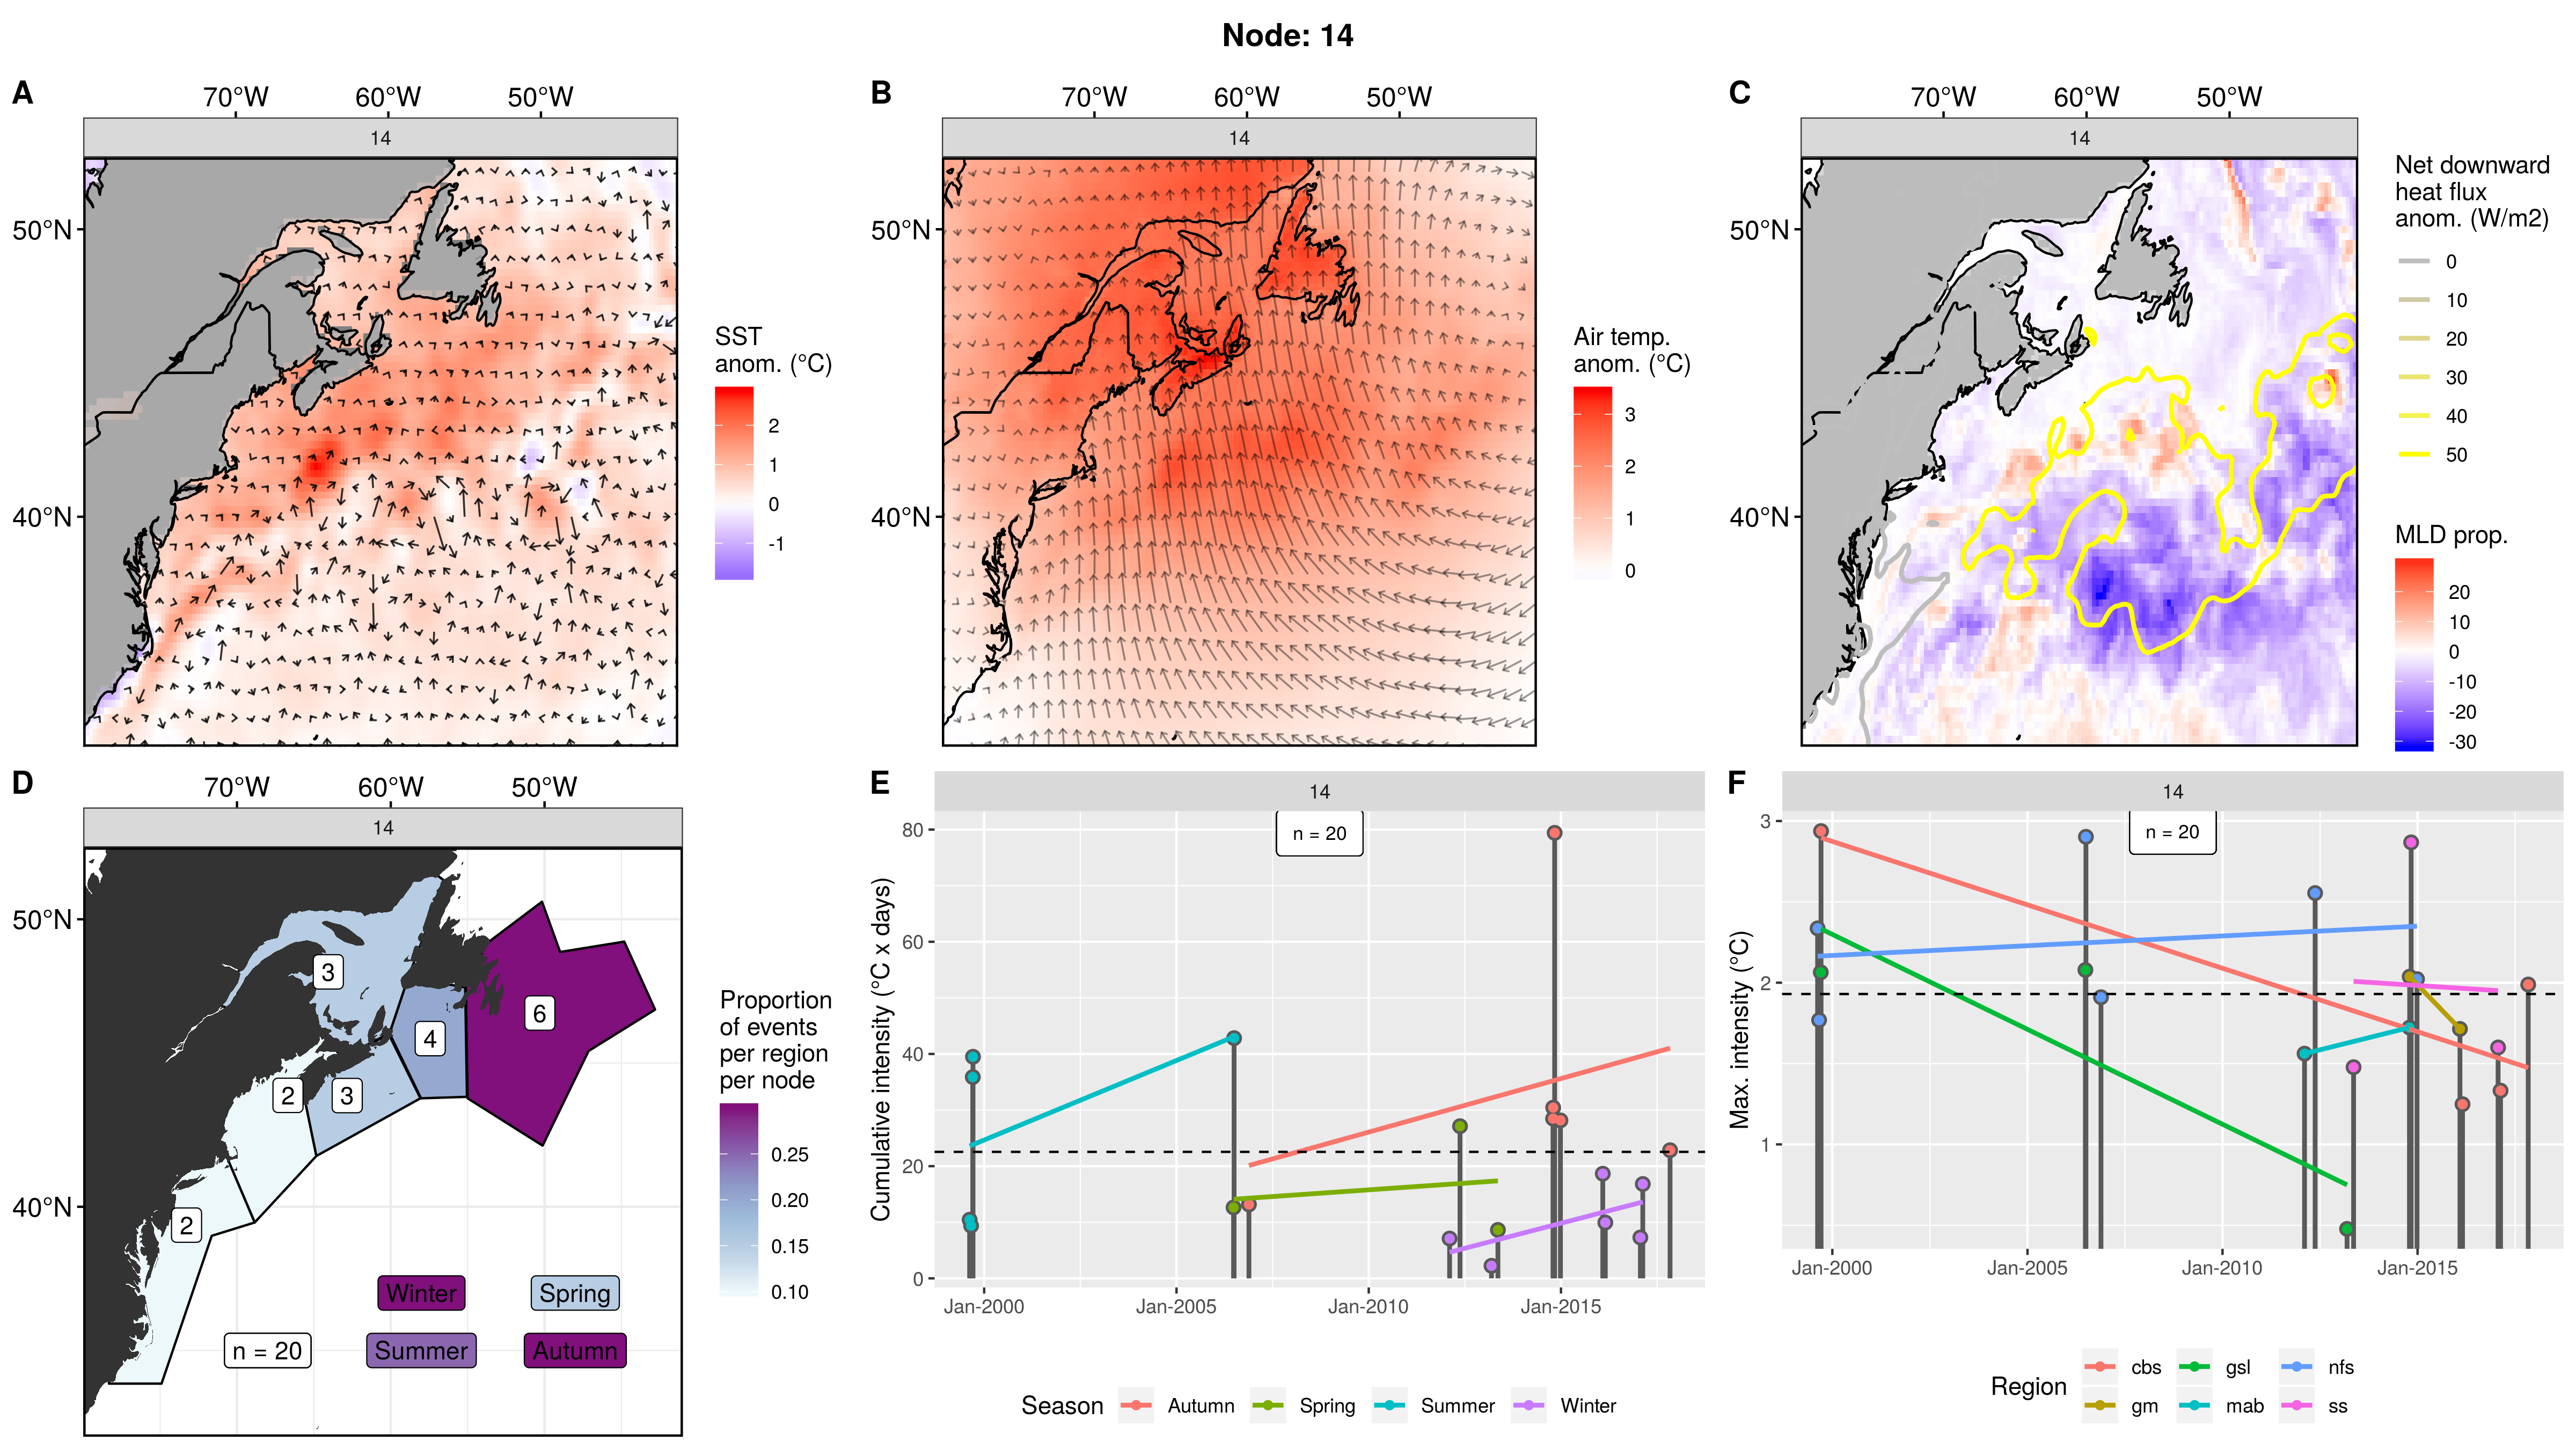 Node: 14
A
70°W 60°W 50°W
14
50°N
40°N
SST
anom. (°C)
2
1
0
-1
B
70°W 60°W 50°W
14
50°N
40°N
Air temp.
anom. (°C)
3
2
1
0
C
70°W 60°W 50°W
14
50°N
40°N
Net downward
heat flux
anom. (W/m2)
0
10
20
30
40
50
MLD prop.
20
10
0
-10
-20
-30
D
70°W 60°W 50°W
14
50°N
40°N
3
4
6
2
3
2
Winter Spring
n = 20 Summer Autumn
Proportion
of events
per region
per node
0.25
0.20
0.15
0.10
E
14
n = 20
Cumulative intensity (°C x days)
80
60
40
20
0
Jan-2000 Jan-2005 Jan-2010 Jan-2015
Season Autumn Spring Summer Winter
F
14
n = 20
Max. intensity (°C)
3
2
1
Jan-2000 Jan-2005 Jan-2010 Jan-2015
Region
cbs gsl nfs
gm mab ss